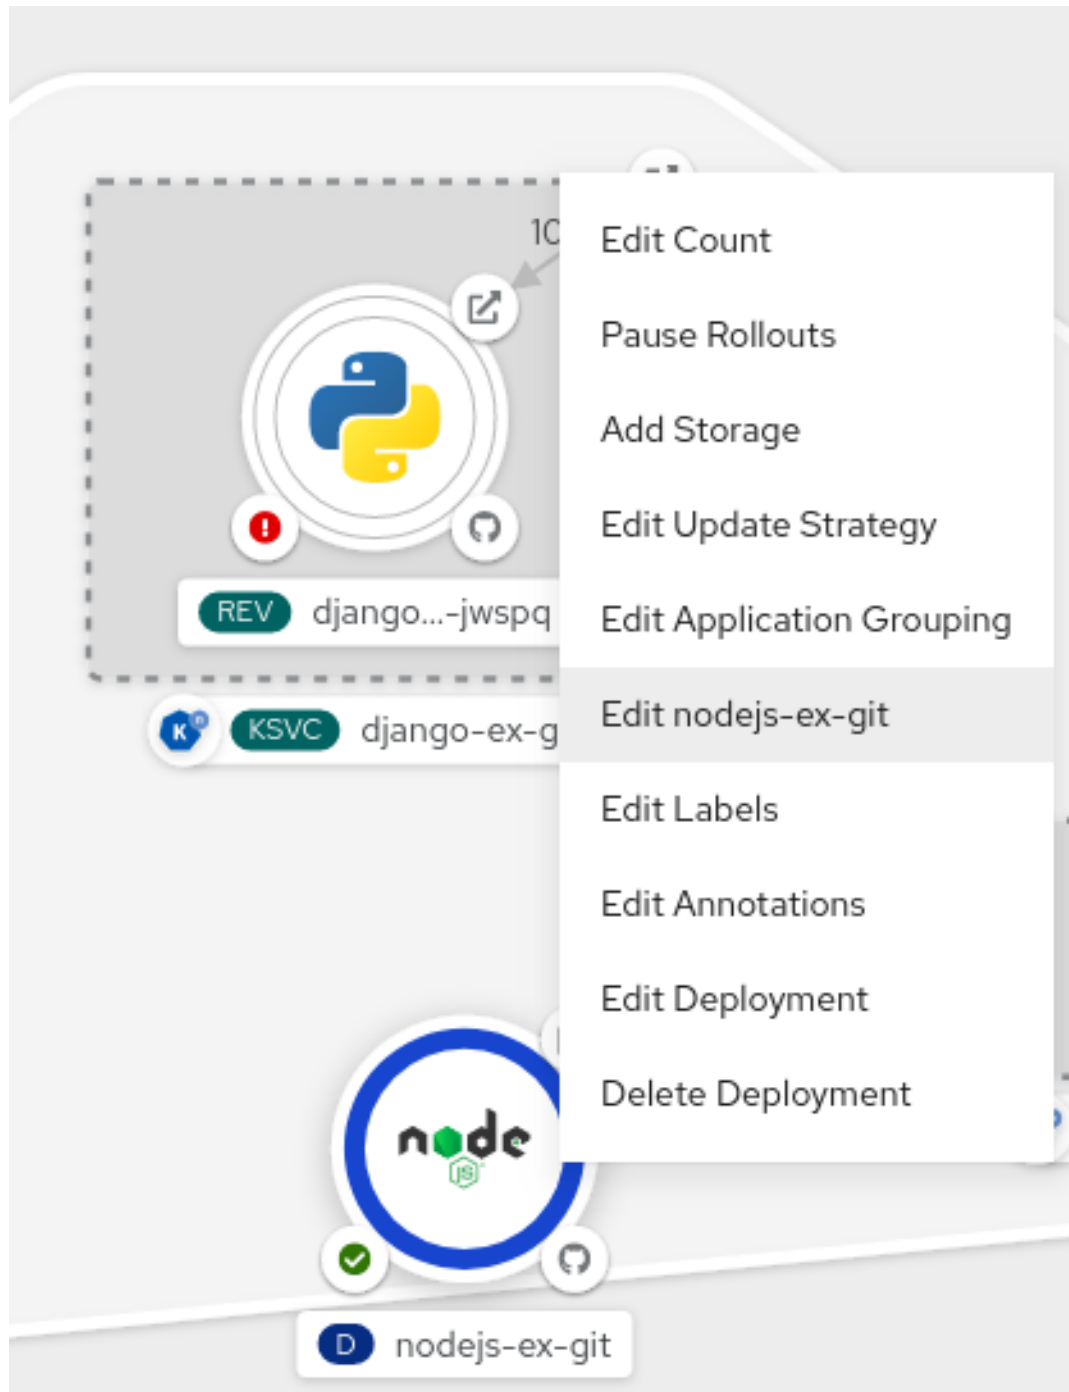 10
Edit Count
Pause Rollouts
Add Storage
Edit Update Strategy
Edit Application Grouping
Edit nodejs-ex-git
Edit Labels
Edit Annotations
Edit Deployment
Delete Deployment
REV django...-jwspq
K n KSVC django-ex-g
node
JS
D nodejs-ex-git